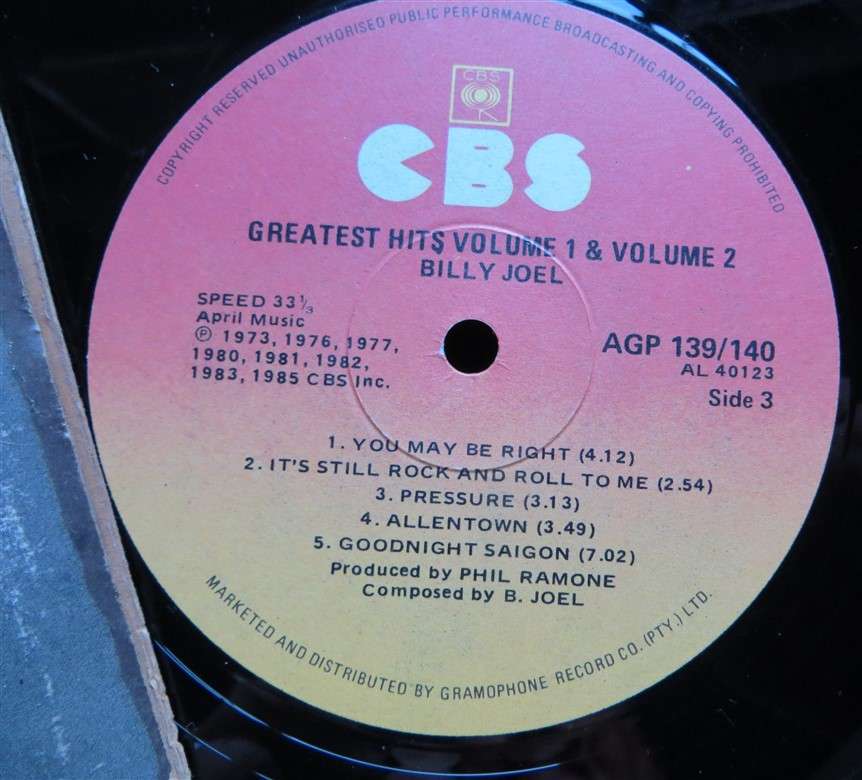 COPYRIGHT RESERVED UNAUTHORISED PUBLIC PERFORMANCE BROADCASTING AND COPYING PROHIBITED
CBS
CBS
GREATEST HITS VOLUME 1 & VOLUME 2
BILLY JOEL
SPEED 33⅓
April Music
Ⓟ 1973, 1976, 1977,
1980, 1981, 1982,
1983, 1985 CBS Inc.
AGP 139/140
AL 40123
Side 3
1. YOU MAY BE RIGHT (4.12)
2. IT'S STILL ROCK AND ROLL TO ME (2.54)
3. PRESSURE (3.13)
4. ALLENTOWN (3.49)
5. GOODNIGHT SAIGON (7.02)
Produced by PHIL RAMONE
Composed by B. JOEL
MARKETED AND DISTRIBUTED BY GRAMOPHONE RECORD CO. (PTY.) LTD.